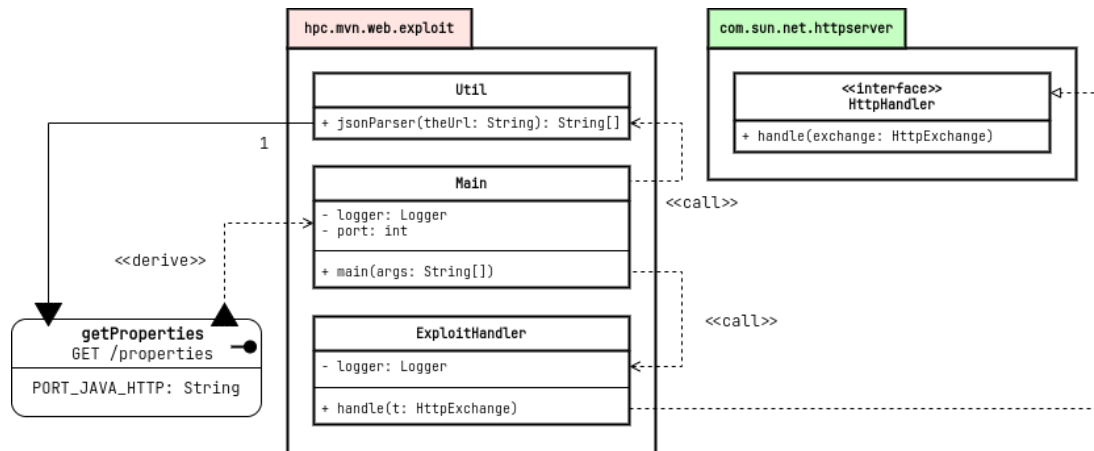 hpc.mvn.web.exploit
Util
+ jsonParser(theUrl: String): String[]
1
Main
- logger: Logger
- port: int
+ main(args: String[])
ExploitHandler
- logger: Logger
+ handle(t: HttpExchange)
<<call>>
<<call>>
<<derive>>
getProperties
GET /properties
PORT_JAVA_HTTP: String
com.sun.net.httpserver
<<interface>>
HttpHandler
+ handle(exchange: HttpExchange)